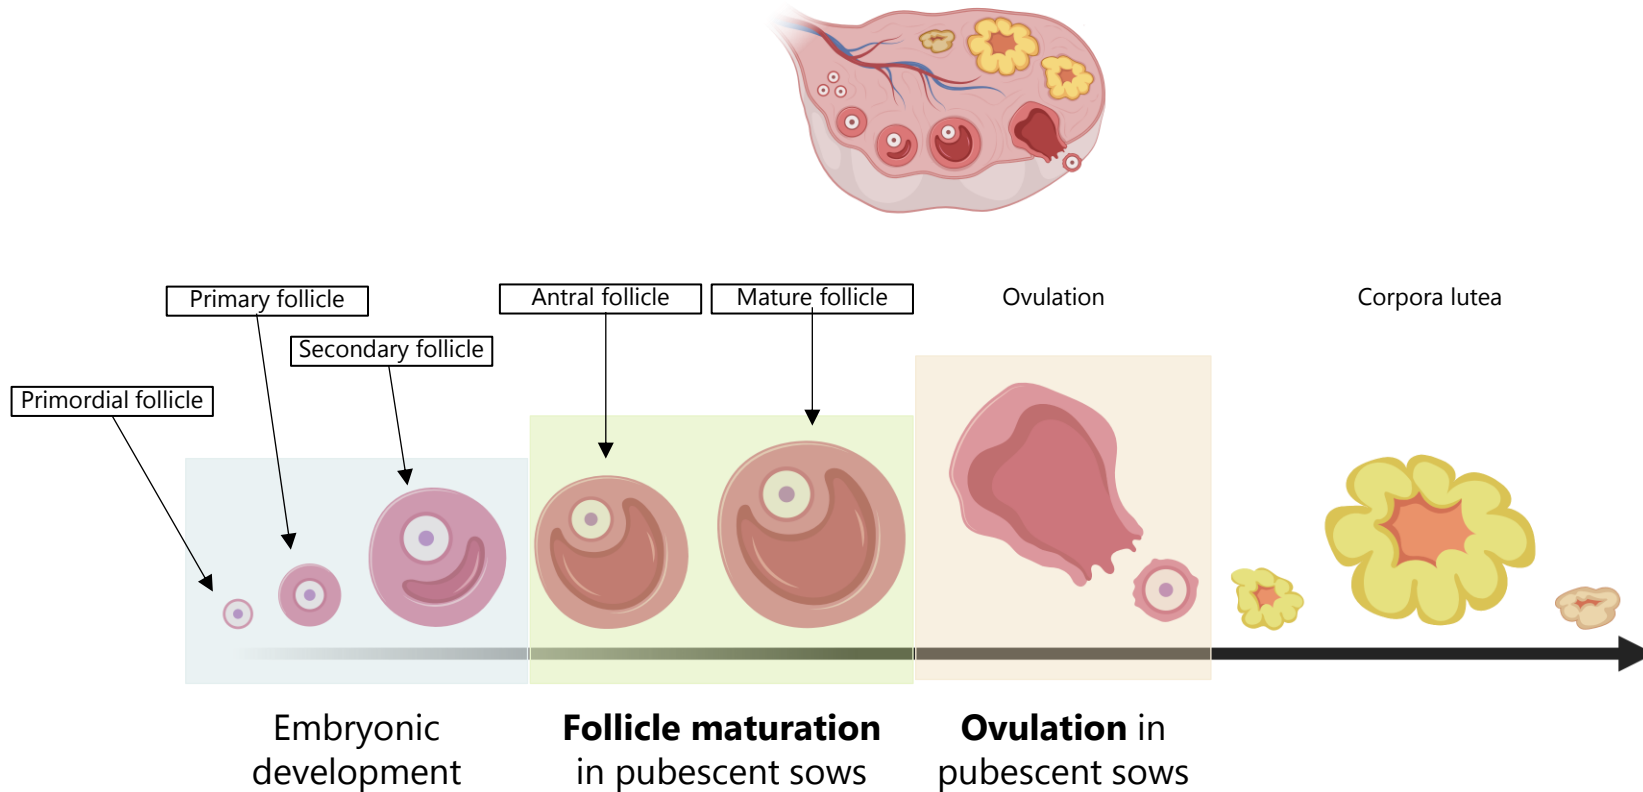 Primary follicle
Antral follicle
Mature follicle
Ovulation
Corpora lutea
Secondary follicle
Primordial follicle
Embryonic
development
Follicle maturation
in pubescent sows
Ovulation in
pubescent sows